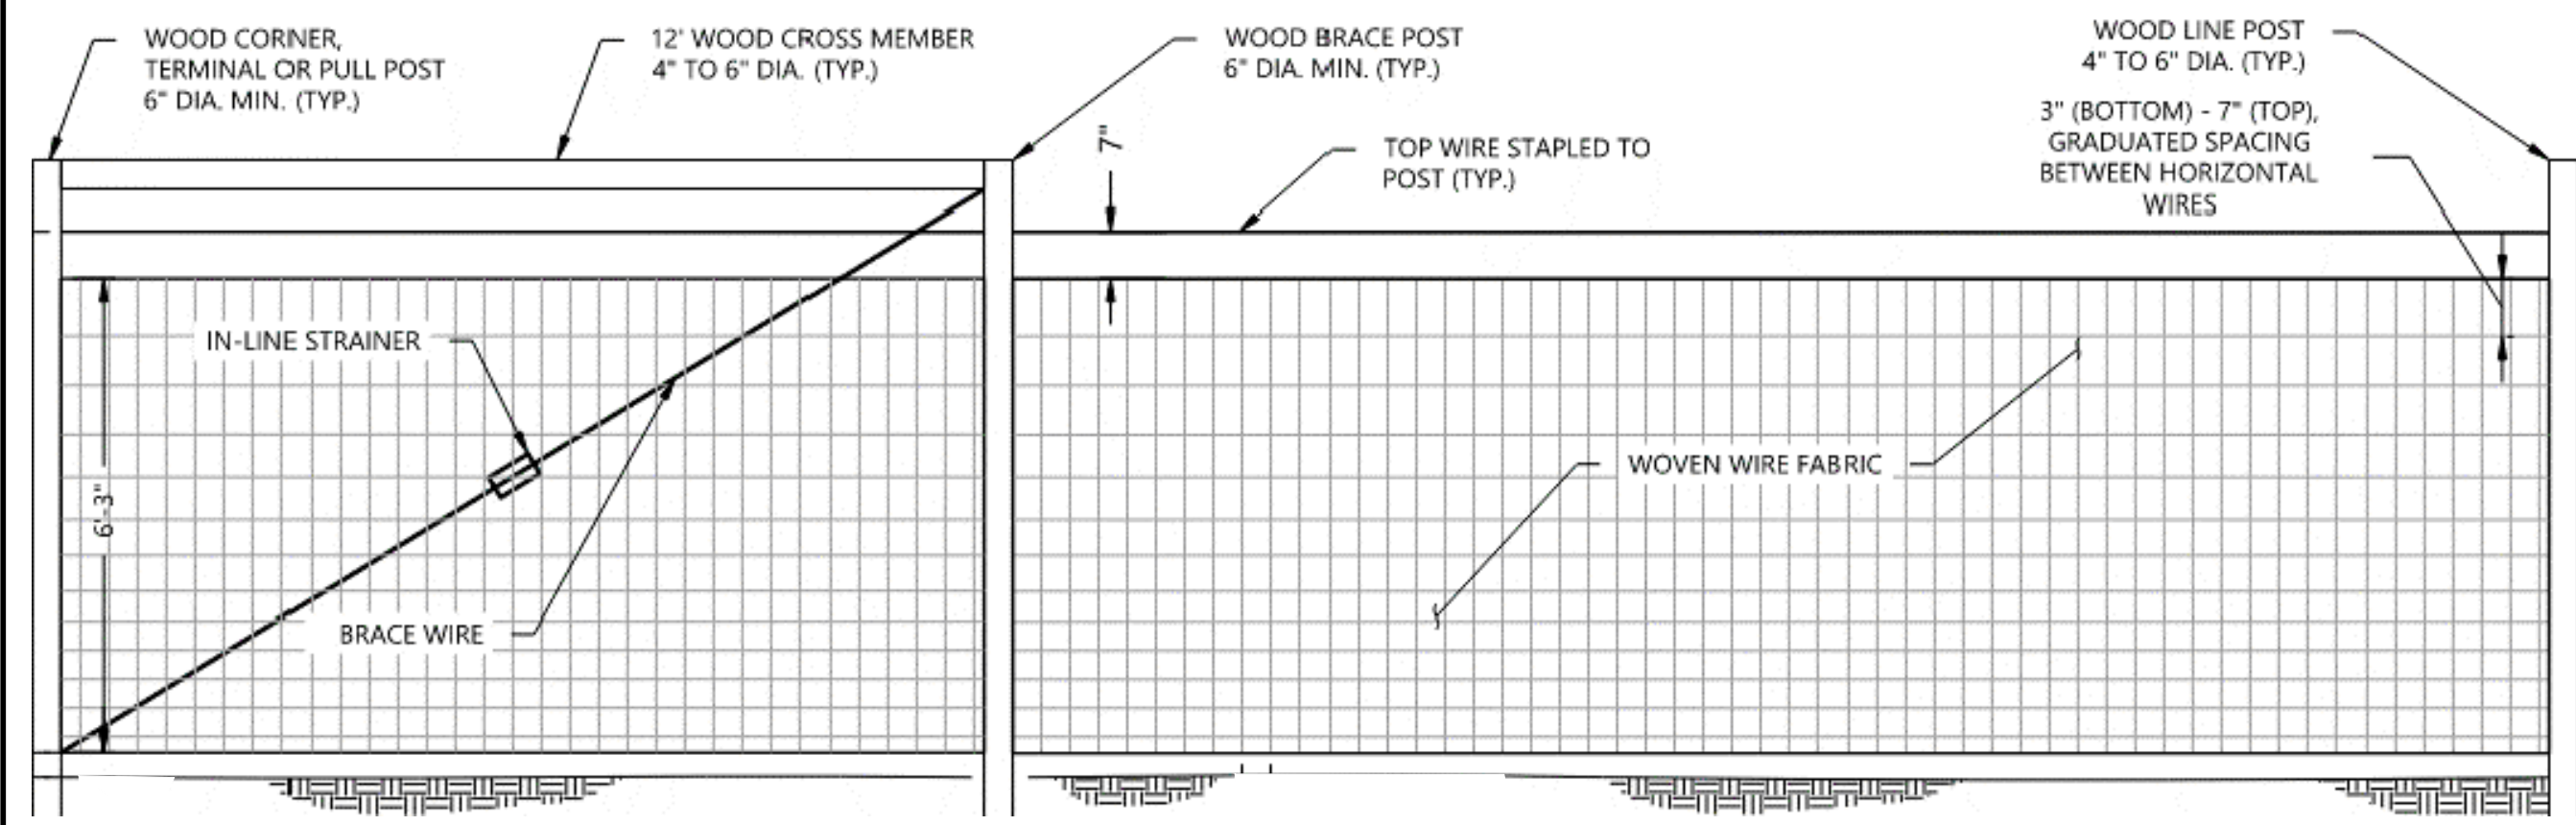 WOOD CORNER,
TERMINAL OR PULL POST
6" DIA. MIN. (TYP.)
12' WOOD CROSS MEMBER
4" TO 6" DIA. (TYP.)
WOOD BRACE POST
6" DIA. MIN. (TYP.)
WOOD LINE POST
4" TO 6" DIA. (TYP.)
3" (BOTTOM) - 7" (TOP),
GRADUATED SPACING
BETWEEN HORIZONTAL
WIRES
7"
TOP WIRE STAPLED TO
POST (TYP.)
IN-LINE STRAINER
6'-3"
WOVEN WIRE FABRIC
BRACE WIRE